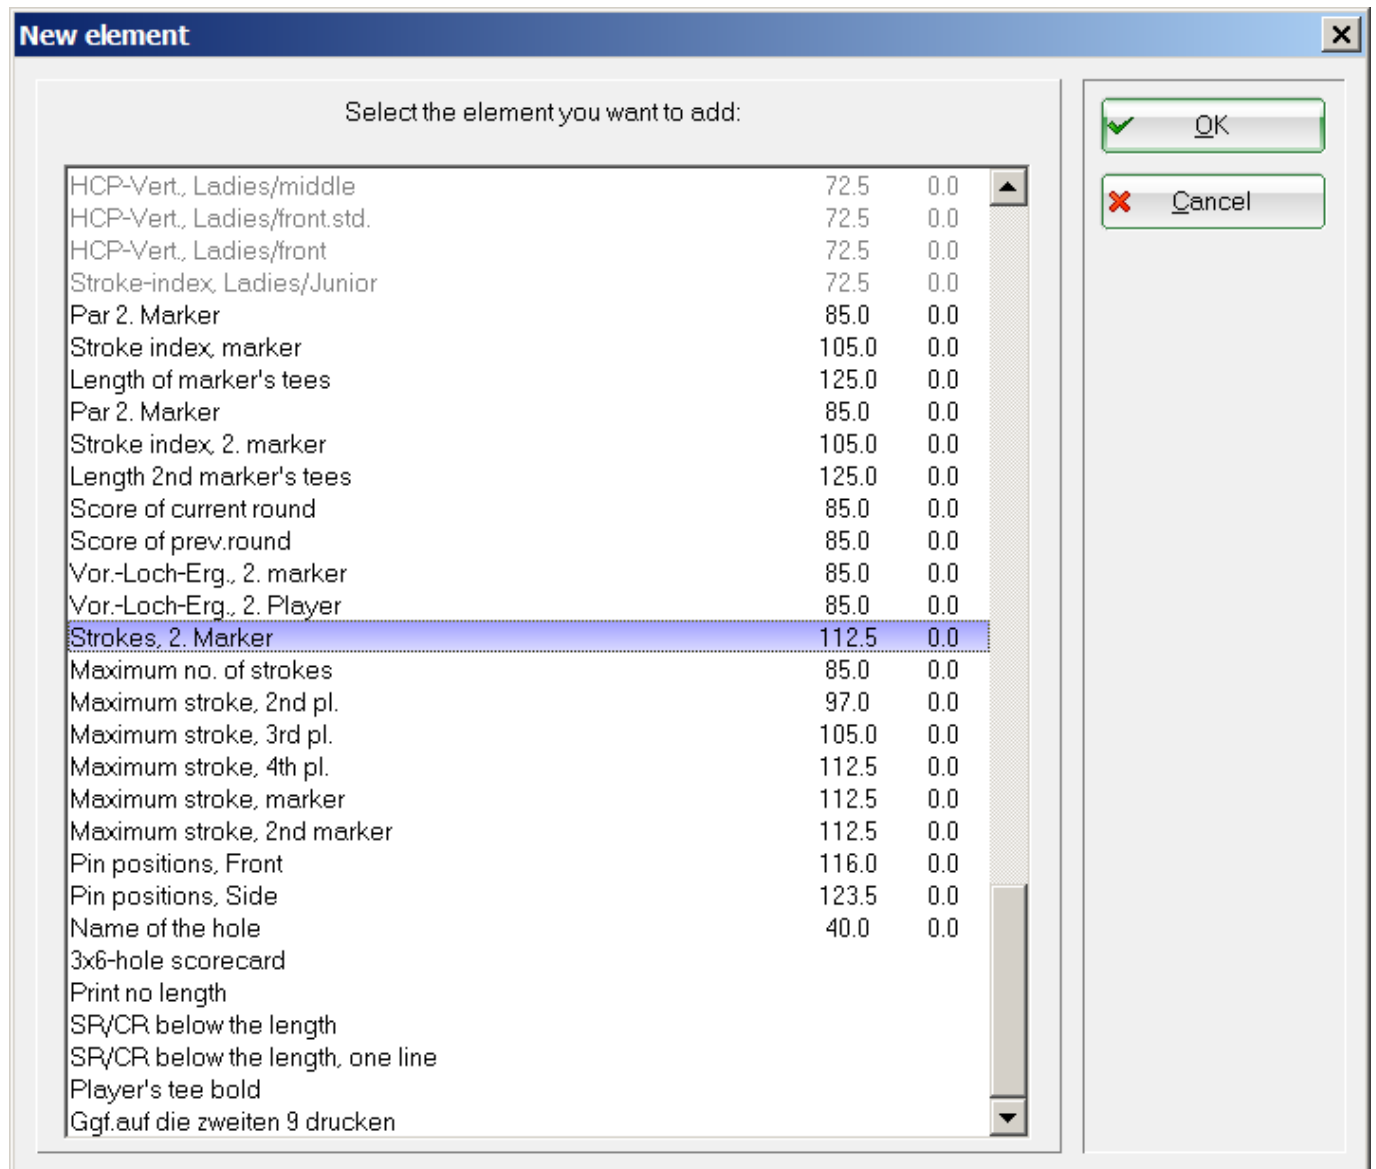 New element
Select the element you want to add:
OK
Cancel
HCP-Vert., Ladies/middle 72.5 0.0
HCP-Vert., Ladies/front.std. 72.5 0.0
HCP-Vert., Ladies/front 72.5 0.0
Stroke-index, Ladies/Junior 72.5 0.0
Par 2. Marker 85.0 0.0
Stroke index, marker 105.0 0.0
Length of marker's tees 125.0 0.0
Par 2. Marker 85.0 0.0
Stroke index, 2. marker 105.0 0.0
Length 2nd marker's tees 125.0 0.0
Score of current round 85.0 0.0
Score of prev.round 85.0 0.0
Vor.-Loch-Erg., 2. marker 85.0 0.0
Vor.-Loch-Erg., 2. Player 85.0 0.0
Strokes, 2. Marker 112.5 0.0
Maximum no. of strokes 85.0 0.0
Maximum stroke, 2nd pl. 97.0 0.0
Maximum stroke, 3rd pl. 105.0 0.0
Maximum stroke, 4th pl. 112.5 0.0
Maximum stroke, marker 112.5 0.0
Maximum stroke, 2nd marker 112.5 0.0
Pin positions, Front 116.0 0.0
Pin positions, Side 123.5 0.0
Name of the hole 40.0 0.0
3x6-hole scorecard
Print no length
SR/CR below the length
SR/CR below the length, one line
Player's tee bold
Ggf.auf die zweiten 9 drucken